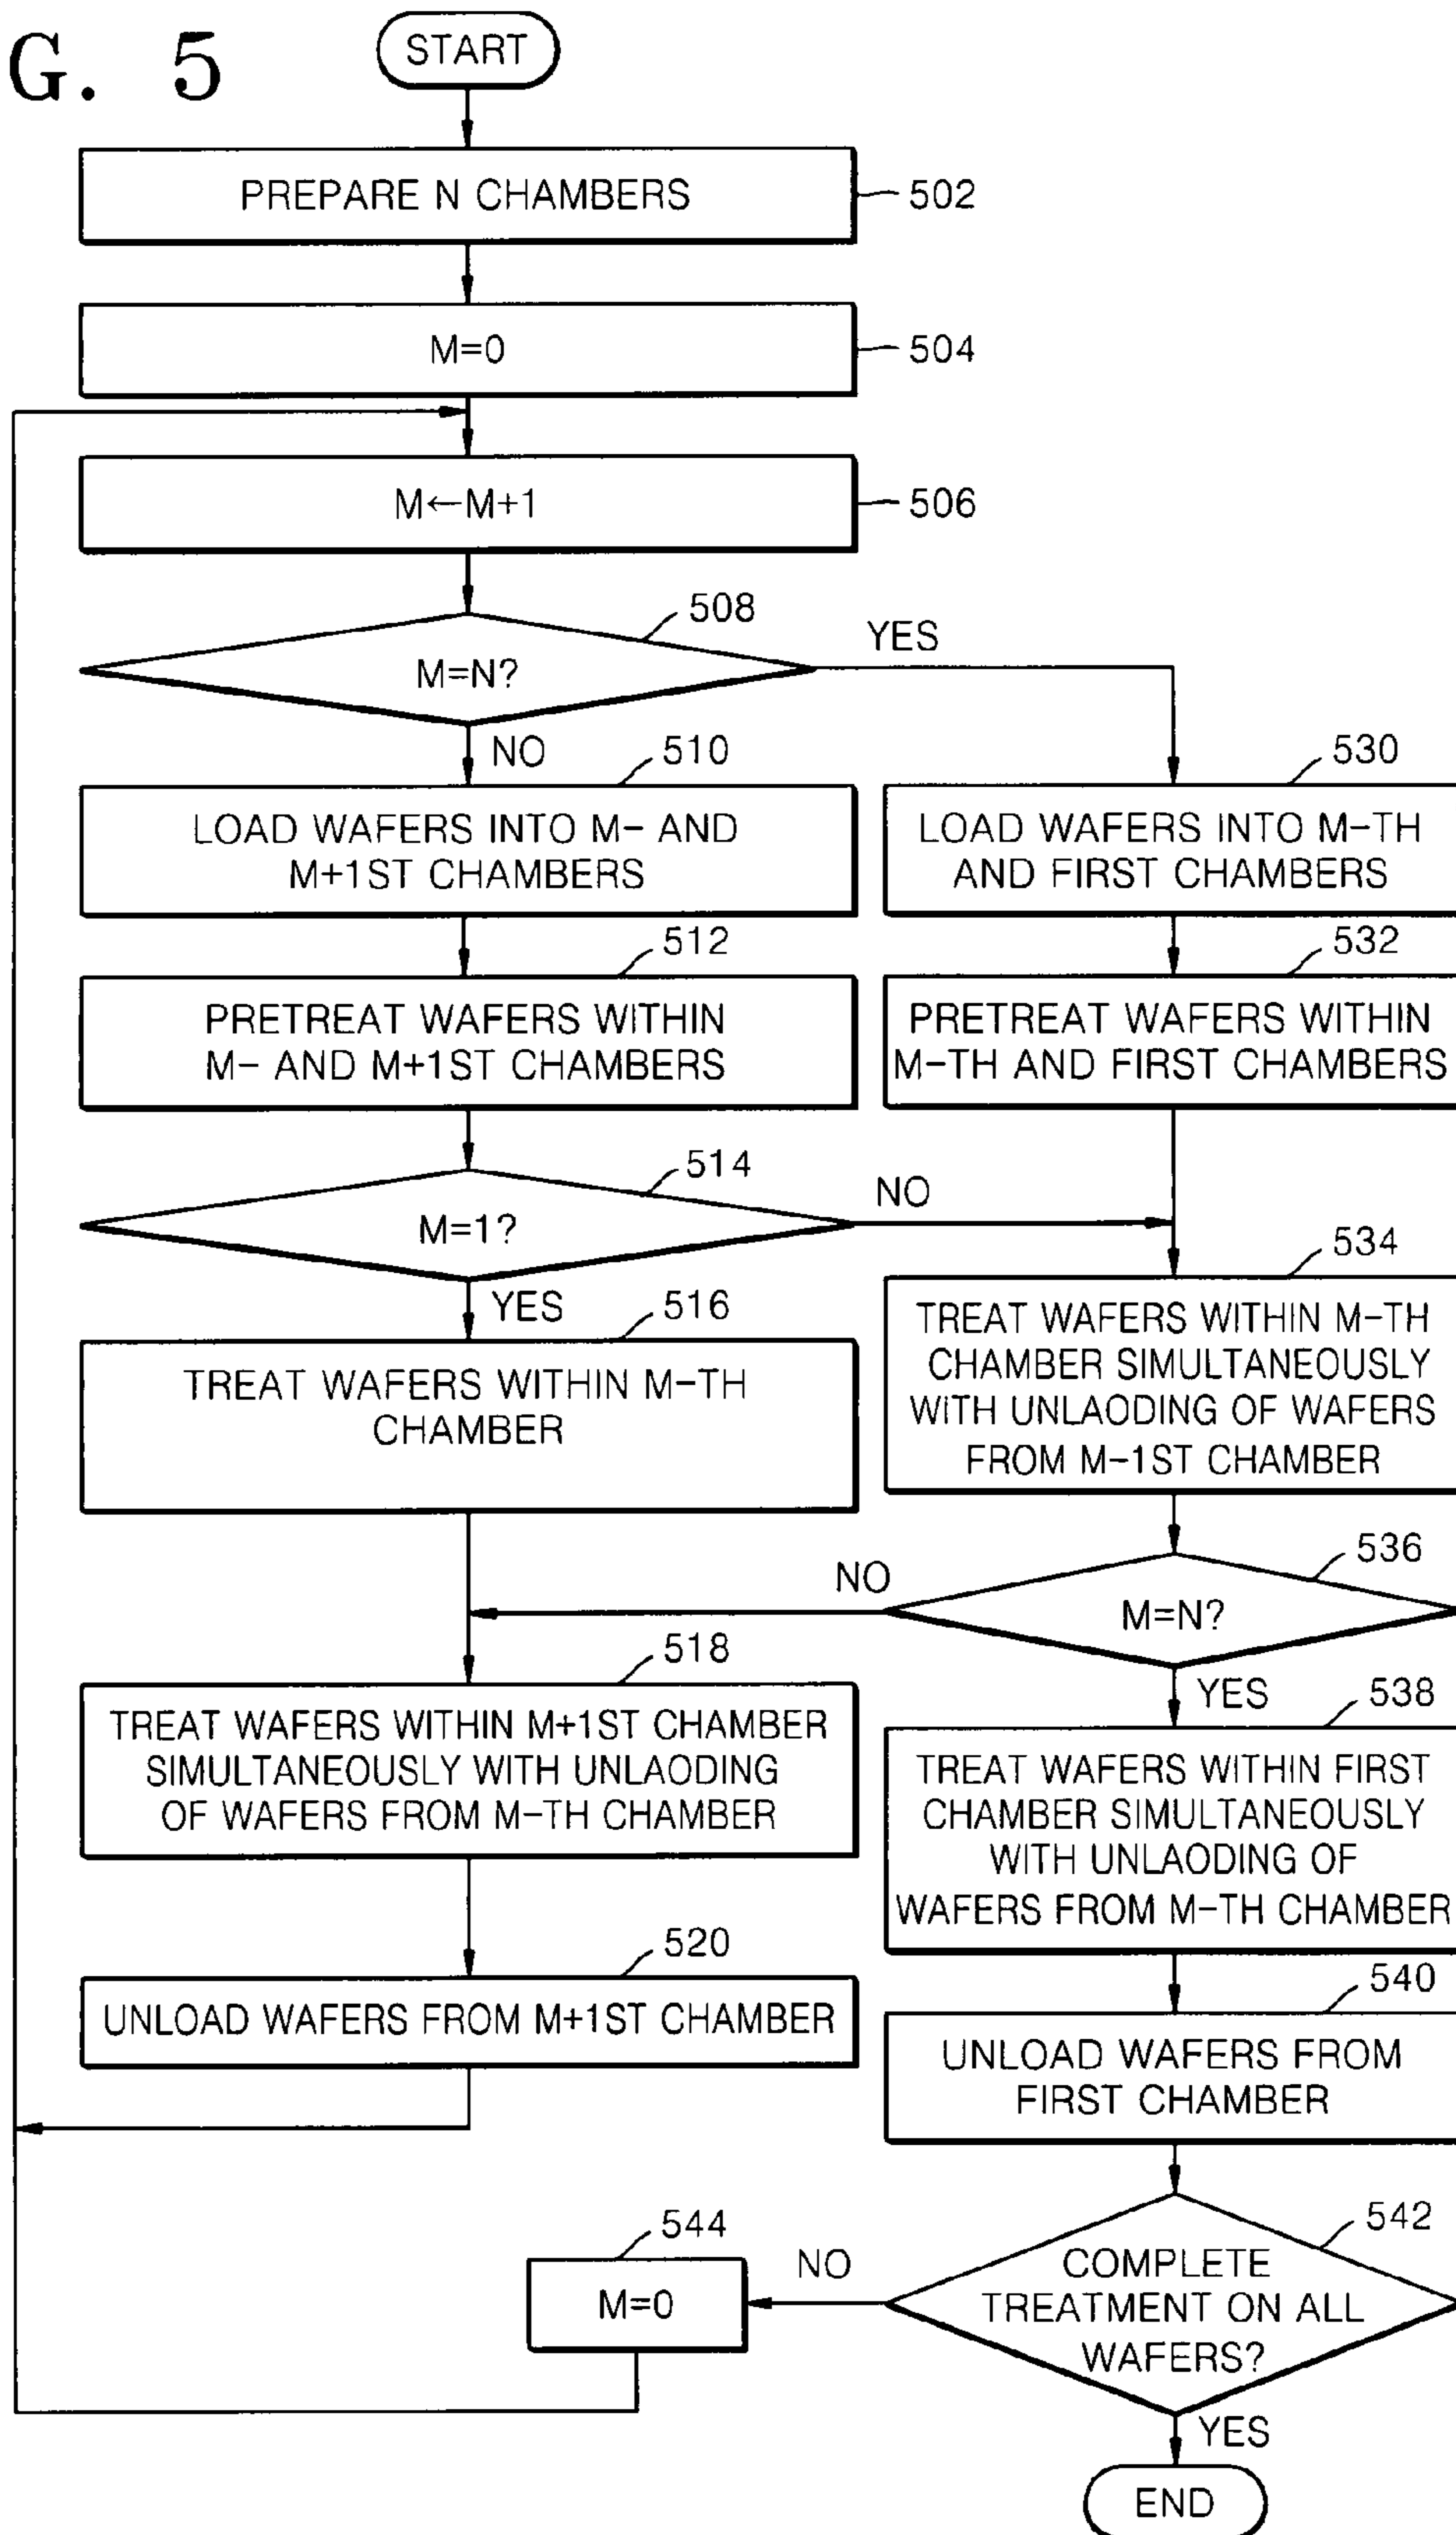 G. 5
START
PREPARE N CHAMBERS
502
M=0
504
M←M+1
506
508
M=N?
YES
NO
510
LOAD WAFERS INTO M- AND
M+1ST CHAMBERS
530
LOAD WAFERS INTO M-TH
AND FIRST CHAMBERS
512
PRETREAT WAFERS WITHIN
M- AND M+1ST CHAMBERS
532
PRETREAT WAFERS WITHIN
M-TH AND FIRST CHAMBERS
514
M=1?
NO
YES
516
TREAT WAFERS WITHIN M-TH
CHAMBER
534
TREAT WAFERS WITHIN M-TH
CHAMBER SIMULTANEOUSLY
WITH UNLAODING OF WAFERS
FROM M-1ST CHAMBER
536
M=N?
NO
YES
518
TREAT WAFERS WITHIN M+1ST CHAMBER
SIMULTANEOUSLY WITH UNLAODING
OF WAFERS FROM M-TH CHAMBER
538
TREAT WAFERS WITHIN FIRST
CHAMBER SIMULTANEOUSLY
WITH UNLAODING OF
WAFERS FROM M-TH CHAMBER
520
UNLOAD WAFERS FROM M+1ST CHAMBER
540
UNLOAD WAFERS FROM
FIRST CHAMBER
542
COMPLETE
TREATMENT ON ALL
WAFERS?
NO
544
M=0
YES
END